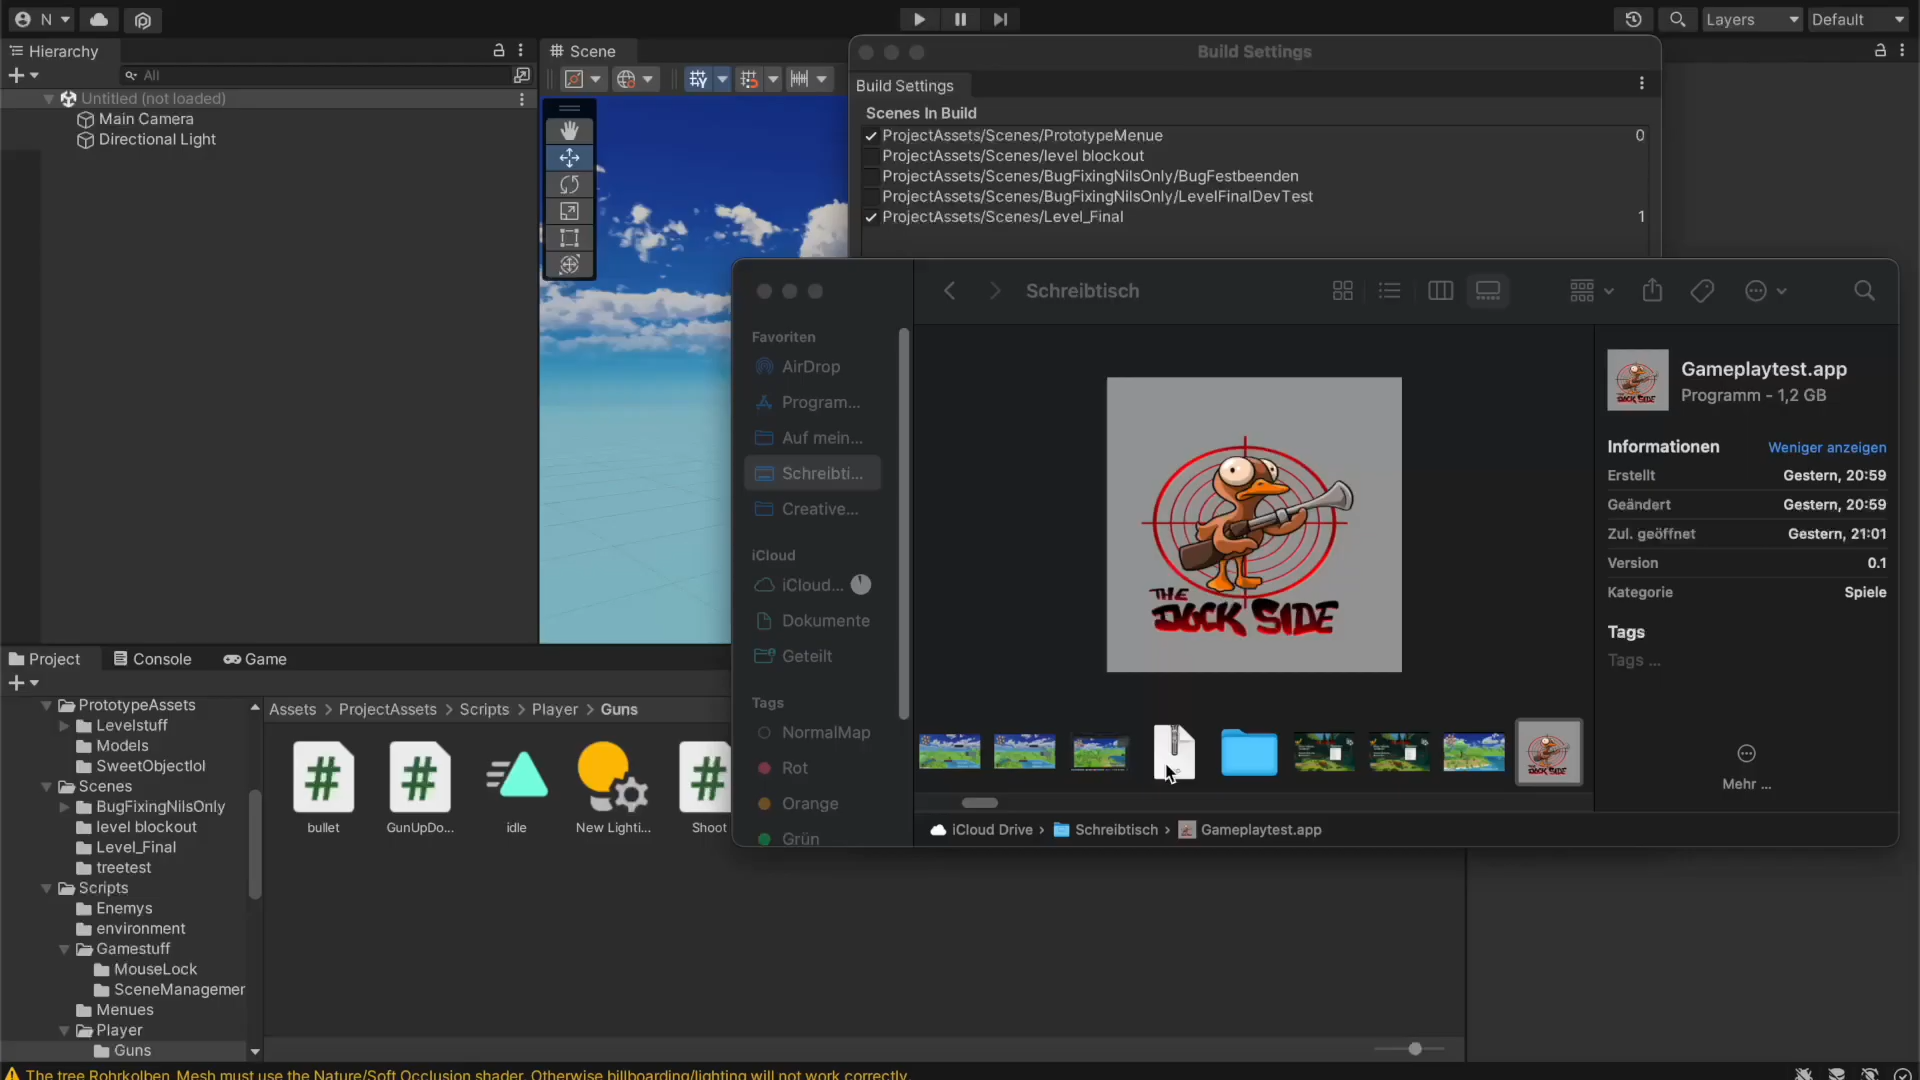 N
Layers
Default
Hierarchy
Scene
All
Untitled (not loaded)
Main Camera
Directional Light
Build Settings
Build Settings
Scenes In Build
ProjectAssets/Scenes/PrototypeMenue 0
ProjectAssets/Scenes/level blockout
ProjectAssets/Scenes/BugFixingNilsOnly/BugFestbeenden
ProjectAssets/Scenes/BugFixingNilsOnly/LevelFinalDevTest
ProjectAssets/Scenes/Level_Final 1
Schreibtisch
Favoriten
AirDrop
Program...
Auf mein...
Schreibti...
Creative...
iCloud
iCloud...
Dokumente
Geteilt
Tags
NormalMap
Rot
Orange
Grün
THE
DUCK SIDE
Gameplaytest.app
Programm - 1,2 GB
Informationen Weniger anzeigen
Erstellt Gestern, 20:59
Geändert Gestern, 20:59
Zul. geöffnet Gestern, 21:01
Version 0.1
Kategorie Spiele
Tags
Tags ...
Mehr ...
iCloud Drive › Schreibtisch › Gameplaytest.app
Project
Console
Game
PrototypeAssets
Levelstuff
Models
SweetObjectlol
Scenes
BugFixingNilsOnly
level blockout
Level_Final
treetest
Scripts
Enemys
environment
Gamestuff
MouseLock
SceneManagemer
Menues
Player
Guns
Assets > ProjectAssets > Scripts > Player > Guns
bullet
GunUpDo...
idle
New Lighti...
Shoot
The tree Rohrkolben_Mesh must use the Nature/Soft Occlusion shader. Otherwise billboarding/lighting will not work correctly.